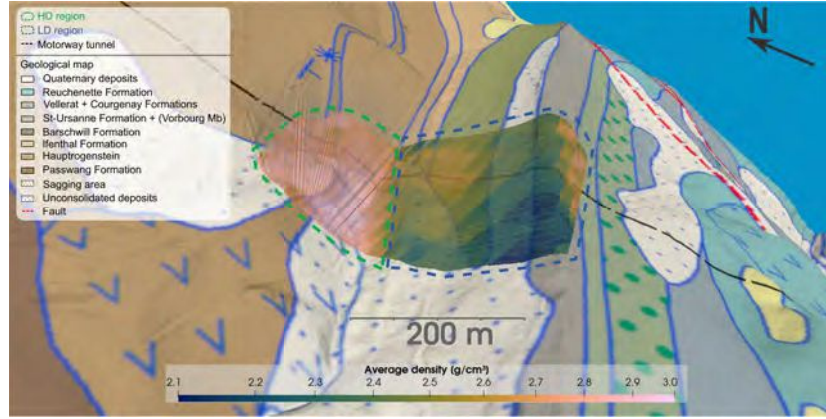 HD region
LD region
Motorway tunnel
Geological map
Quaternary deposits
Reuchenette Formation
Vellerat + Courgenay Formations
St-Ursanne Formation + (Vorbourg Mb)
Barschwill Formation
Ifenthal Formation
Hauptrogenstein
Passwang Formation
Sagging area
Unconsolidated deposits
Fault
N
200 m
Average density (g/cm³)
2.1 2.2 2.3 2.4 2.5 2.6 2.7 2.8 2.9 3.0